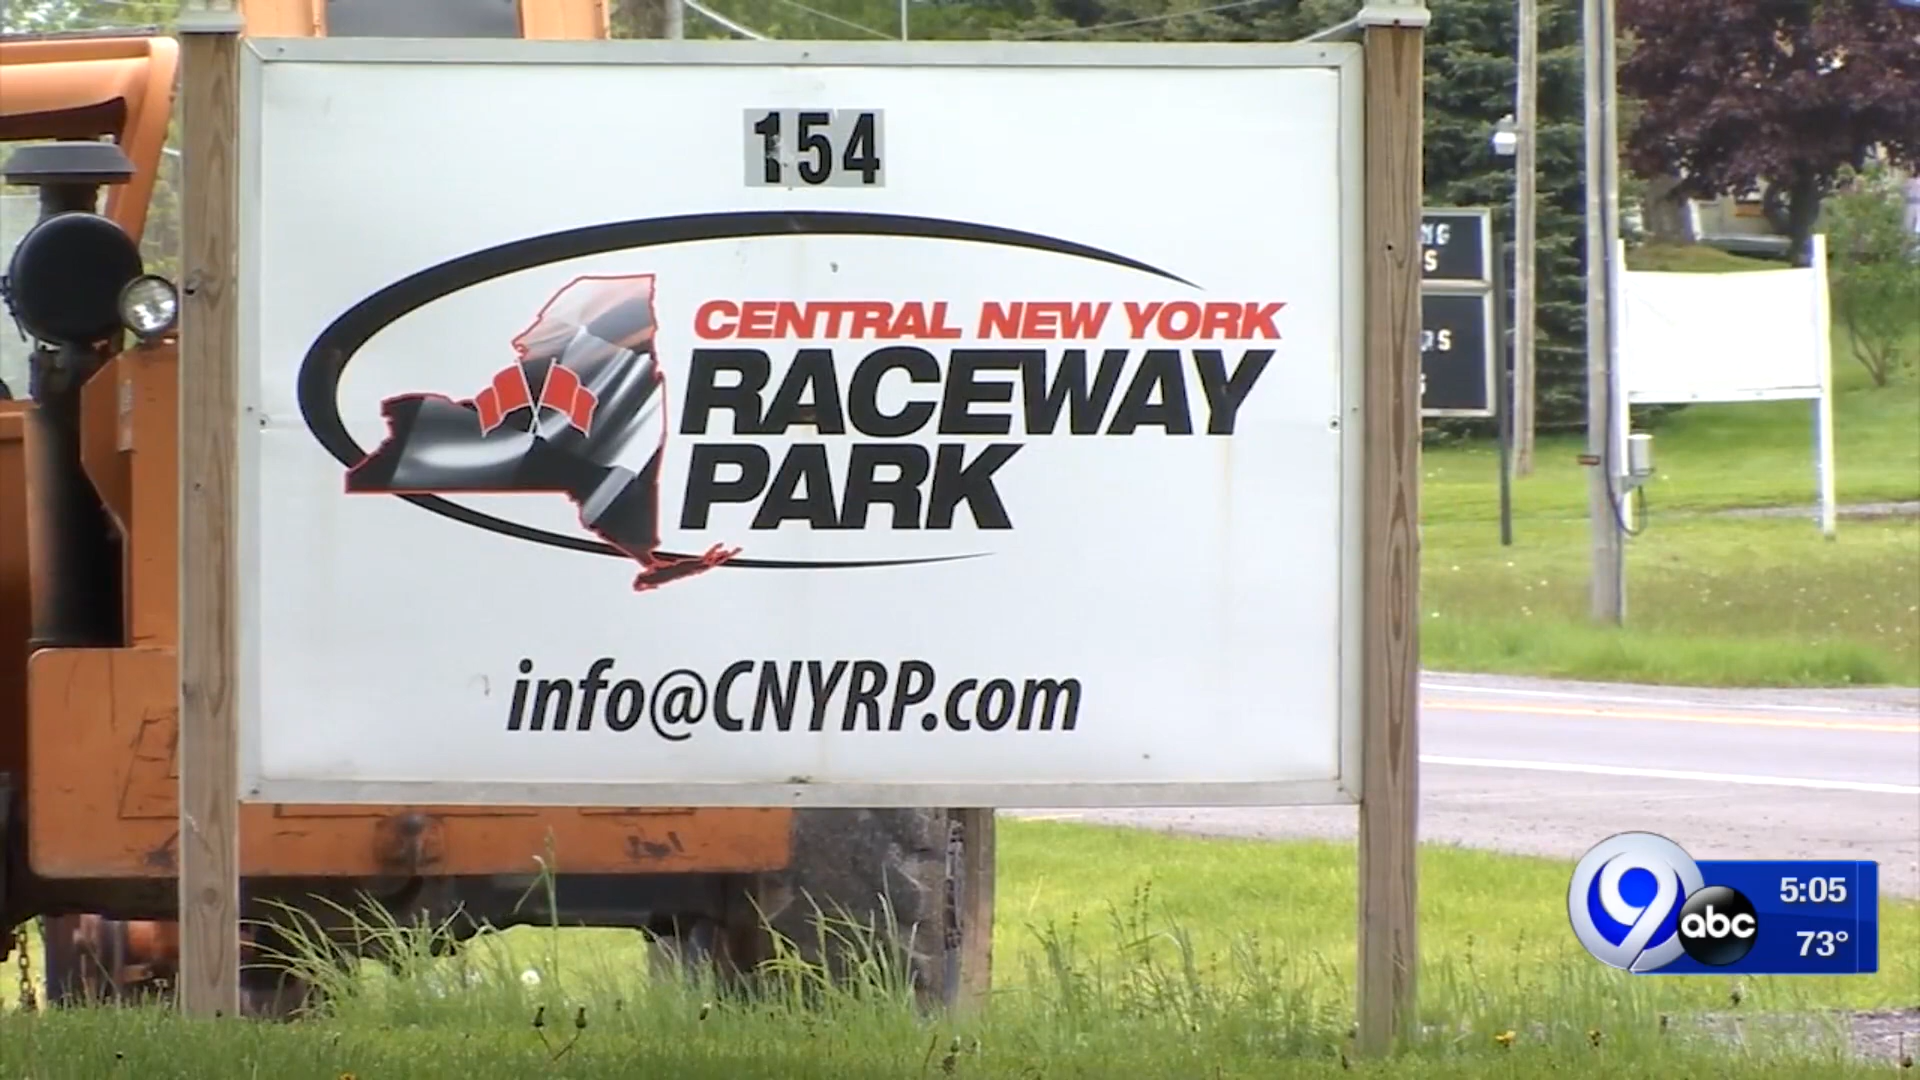 154
CENTRAL NEW YORK
RACEWAY
PARK
info@CNYRP.com
9
abc
5:05
73°